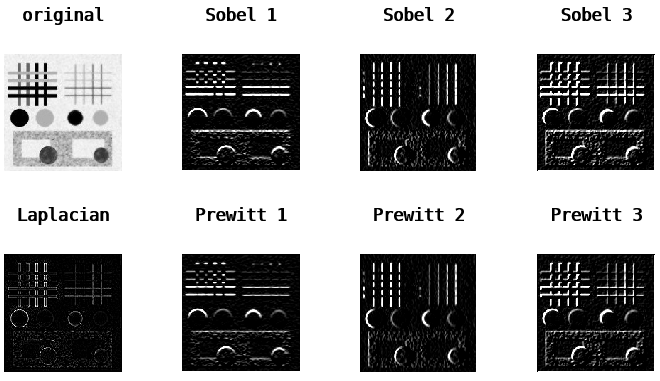 original
Sobel 1
Sobel 2
Sobel 3
Laplacian
Prewitt 1
Prewitt 2
Prewitt 3